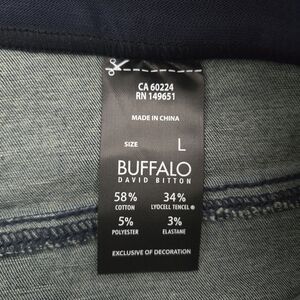 CA 60224
RN 149651
MADE IN CHINA
SIZE L
BUFFALO
DAVID BITTON
58% 34%
COTTON LYOCELL TENCEL®
5% 3%
POLYESTER ELASTANE
EXCLUSIVE OF DECORATION